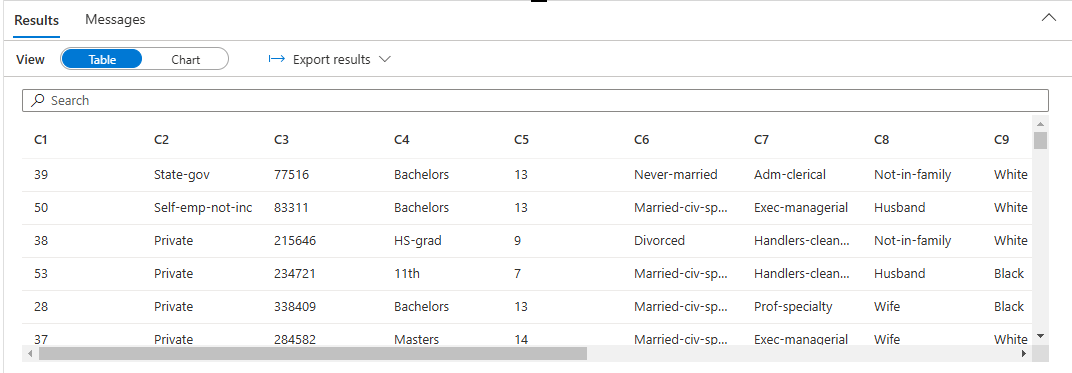 Results Messages
View Table Chart Export results
Search
C1 C2 C3 C4 C5 C6 C7 C8 C9
39 State-gov 77516 Bachelors 13 Never-married Adm-clerical Not-in-family White
50 Self-emp-not-inc 83311 Bachelors 13 Married-civ-sp... Exec-managerial Husband White
38 Private 215646 HS-grad 9 Divorced Handlers-clean... Not-in-family White
53 Private 234721 11th 7 Married-civ-sp... Handlers-clean... Husband Black
28 Private 338409 Bachelors 13 Married-civ-sp... Prof-specialty Wife Black
37 Private 284582 Masters 14 Married-civ-sp... Exec-managerial Wife White